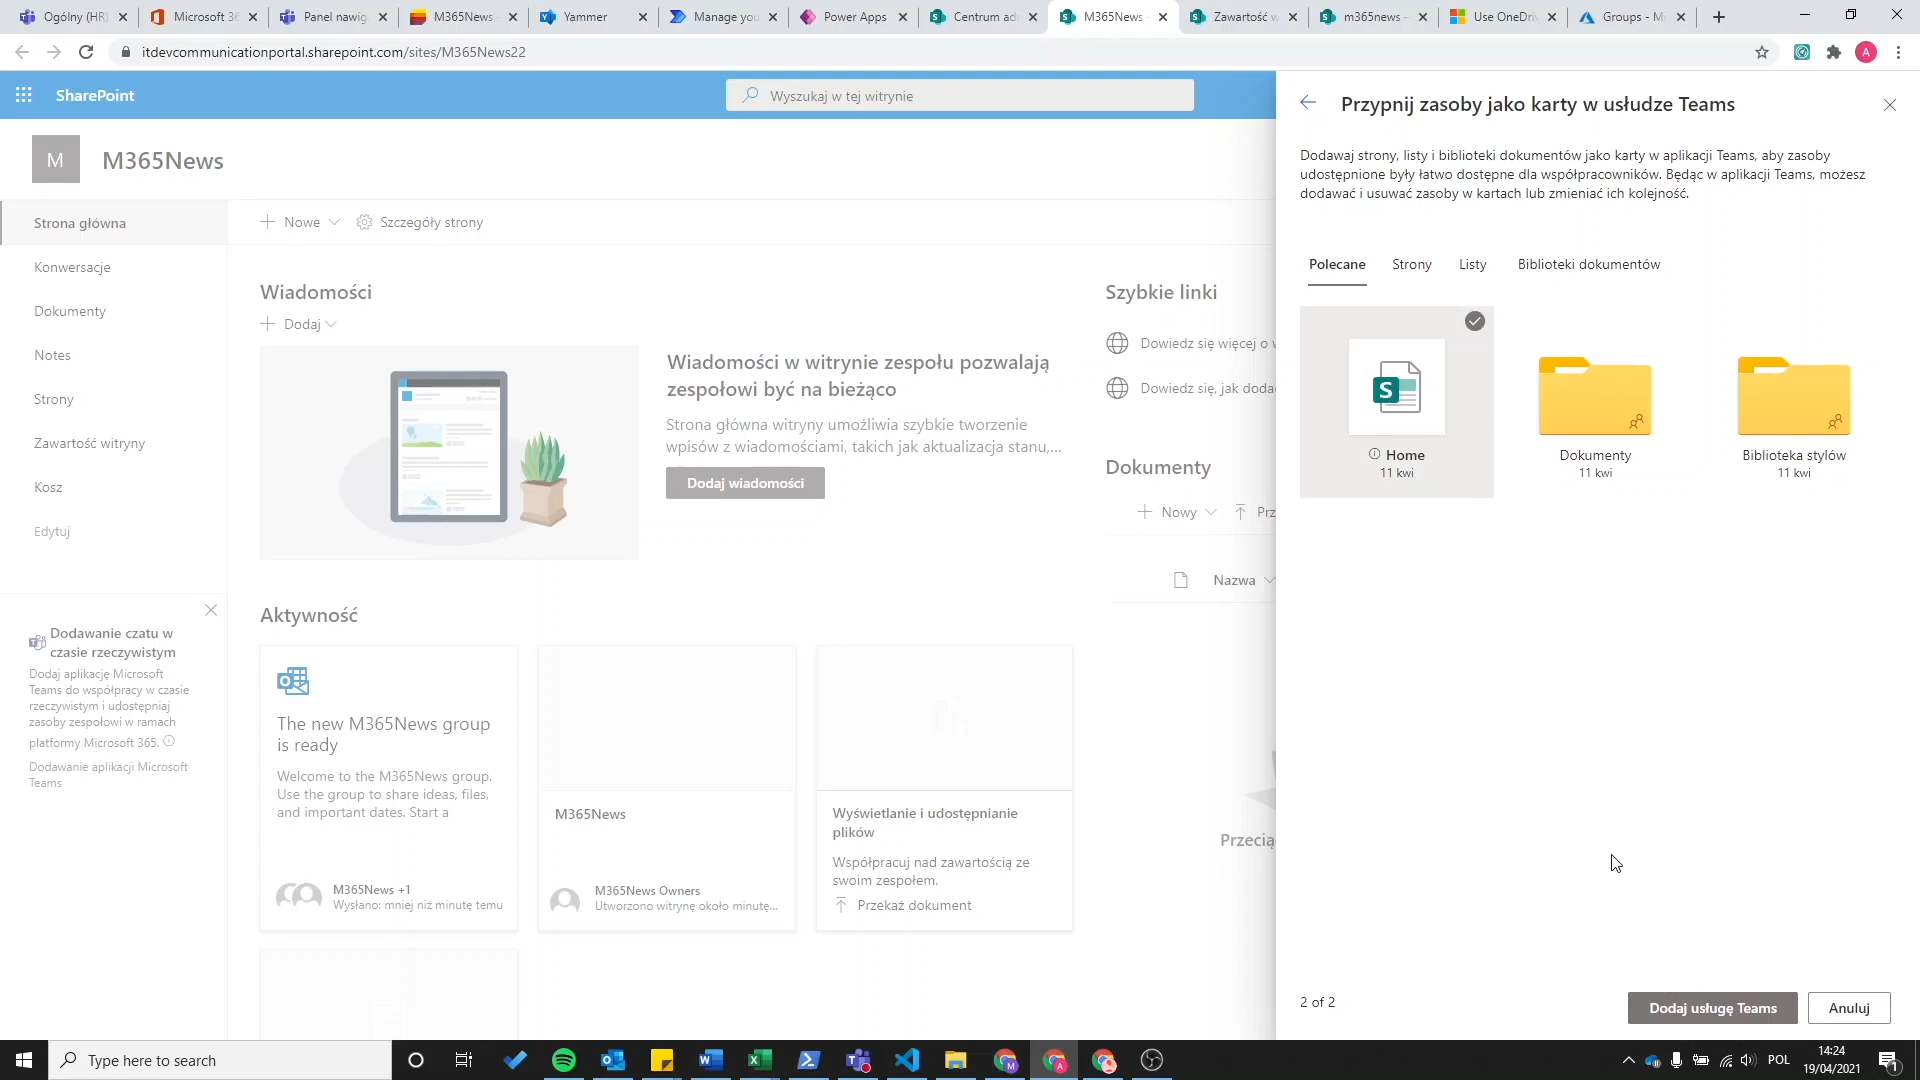 Ogólny (HR)
Microsoft 36
Panel nawig
M365News -
Yammer
Manage you
Power Apps
Centrum ad
M365News -
Zawartość w
m365news -
Use OneDri
Groups - M
itdevcommunicationportal.sharepoint.com/sites/M365News22
A
SharePoint
Wyszukaj w tej witrynie
M
M365News
Strona główna
Konwersacje
Dokumenty
Notes
Strony
Zawartość witryny
Kosz
Edytuj
Dodawanie czatu w
czasie rzeczywistym
Dodaj aplikację Microsoft
Teams do współpracy w czasie
rzeczywistym i udostępniaj
zasoby zespołowi w ramach
platformy Microsoft 365.
Dodawanie aplikacji Microsoft
Teams
Nowe
Szczegóły strony
Wiadomości
Dodaj
Wiadomości w witrynie zespołu pozwalają
zespołowi być na bieżąco
Strona główna witryny umożliwia szybkie tworzenie
wpisów z wiadomościami, takich jak aktualizacja stanu,...
Dodaj wiadomości
Aktywność
The new M365News group
is ready
Welcome to the M365News group.
Use the group to share ideas, files,
and important dates. Start a
M365News +1
Wysłano: mniej niż minutę temu
M365News
M365News Owners
Utworzono witrynę około minutę...
Wyświetlanie i udostępnianie
plików
Współpracuj nad zawartością ze
swoim zespołem.
Przekaż dokument
Szybkie linki
Dowiedz się więcej o w
Dowiedz się, jak doda
Dokumenty
Nowy
Prz
Nazwa
Przecią
Przypnij zasoby jako karty w usłudze Teams
Dodawaj strony, listy i biblioteki dokumentów jako karty w aplikacji Teams, aby zasoby
udostępnione były łatwo dostępne dla współpracowników. Będąc w aplikacji Teams, możesz
dodawać i usuwać zasoby w kartach lub zmieniać ich kolejność.
Polecane
Strony
Listy
Biblioteki dokumentów
Home
11 kwi
Dokumenty
11 kwi
Biblioteka stylów
11 kwi
2 of 2
Dodaj usługę Teams
Anuluj
Type here to search
POL
14:24
19/04/2021
1